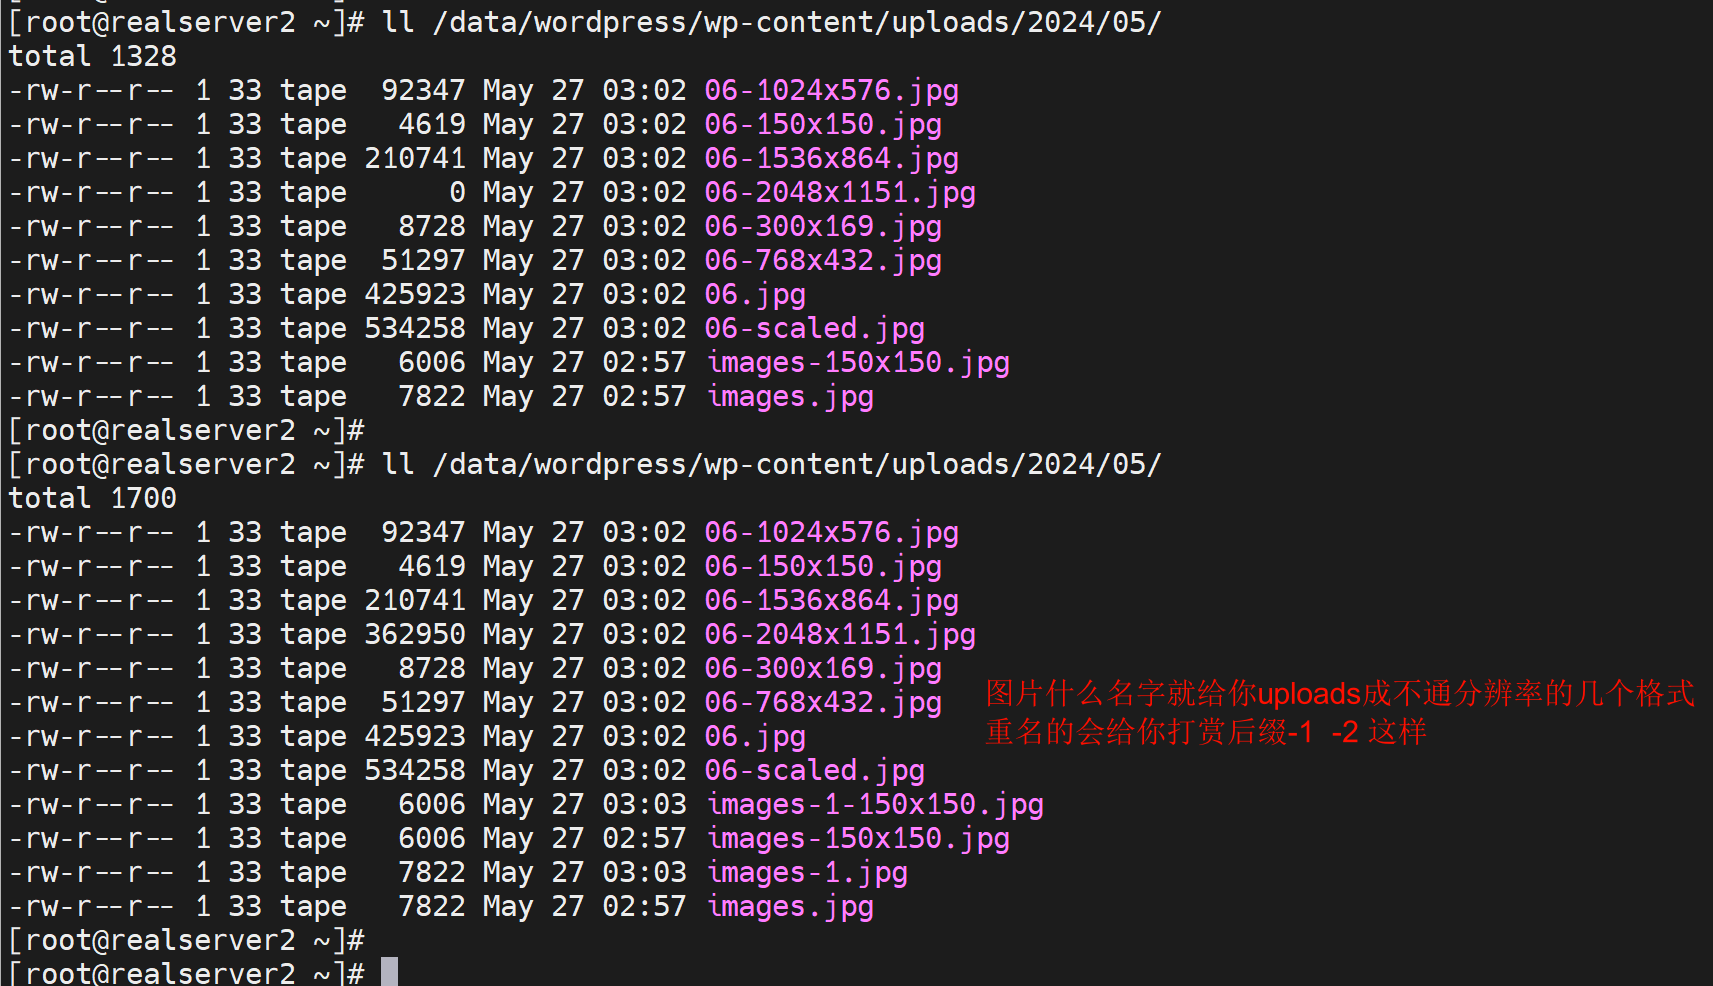 [root@realserver2 ~]# ll /data/wordpress/wp-content/uploads/2024/05/
total 1328
-rw-r--r-- 1 33 tape  92347 May 27 03:02 06-1024x576.jpg
-rw-r--r-- 1 33 tape   4619 May 27 03:02 06-150x150.jpg
-rw-r--r-- 1 33 tape 210741 May 27 03:02 06-1536x864.jpg
-rw-r--r-- 1 33 tape      0 May 27 03:02 06-2048x1151.jpg
-rw-r--r-- 1 33 tape   8728 May 27 03:02 06-300x169.jpg
-rw-r--r-- 1 33 tape  51297 May 27 03:02 06-768x432.jpg
-rw-r--r-- 1 33 tape 425923 May 27 03:02 06.jpg
-rw-r--r-- 1 33 tape 534258 May 27 03:02 06-scaled.jpg
-rw-r--r-- 1 33 tape   6006 May 27 02:57 images-150x150.jpg
-rw-r--r-- 1 33 tape   7822 May 27 02:57 images.jpg
[root@realserver2 ~]#
[root@realserver2 ~]# ll /data/wordpress/wp-content/uploads/2024/05/
total 1700
-rw-r--r-- 1 33 tape  92347 May 27 03:02 06-1024x576.jpg
-rw-r--r-- 1 33 tape   4619 May 27 03:02 06-150x150.jpg
-rw-r--r-- 1 33 tape 210741 May 27 03:02 06-1536x864.jpg
-rw-r--r-- 1 33 tape 362950 May 27 03:02 06-2048x1151.jpg
-rw-r--r-- 1 33 tape   8728 May 27 03:02 06-300x169.jpg
-rw-r--r-- 1 33 tape  51297 May 27 03:02 06-768x432.jpg
图片什么名字就给你uploads成不通分辨率的几个格式
重名的会给你打赏后缀-1  -2 这样
-rw-r--r-- 1 33 tape 425923 May 27 03:02 06.jpg
-rw-r--r-- 1 33 tape 534258 May 27 03:02 06-scaled.jpg
-rw-r--r-- 1 33 tape   6006 May 27 03:03 images-1-150x150.jpg
-rw-r--r-- 1 33 tape   6006 May 27 02:57 images-150x150.jpg
-rw-r--r-- 1 33 tape   7822 May 27 03:03 images-1.jpg
-rw-r--r-- 1 33 tape   7822 May 27 02:57 images.jpg
[root@realserver2 ~]#
[root@realserver2 ~]#